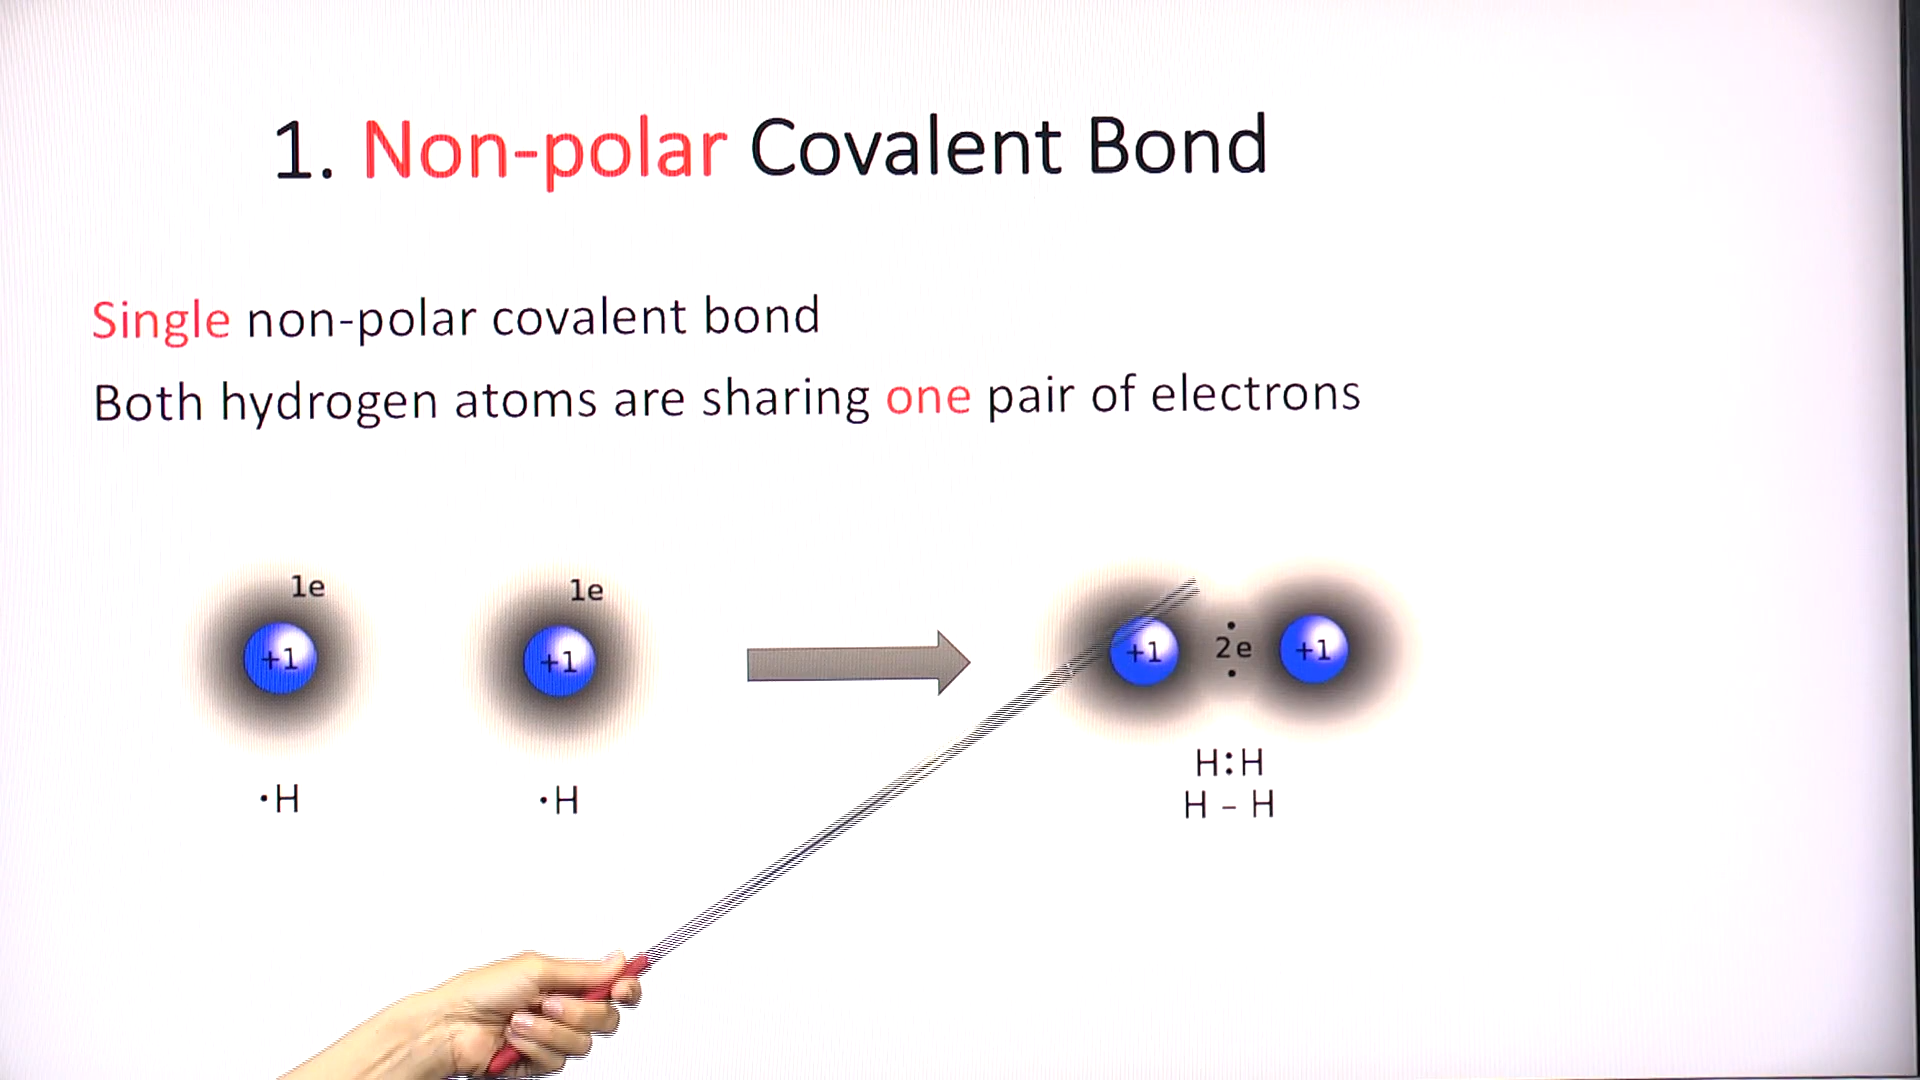 1. Non-polar Covalent Bond
Single non-polar covalent bond
Both hydrogen atoms are sharing one pair of electrons
1e
1e
+1
+1
+1
2e
+1
·H
·H
H:H
H – H